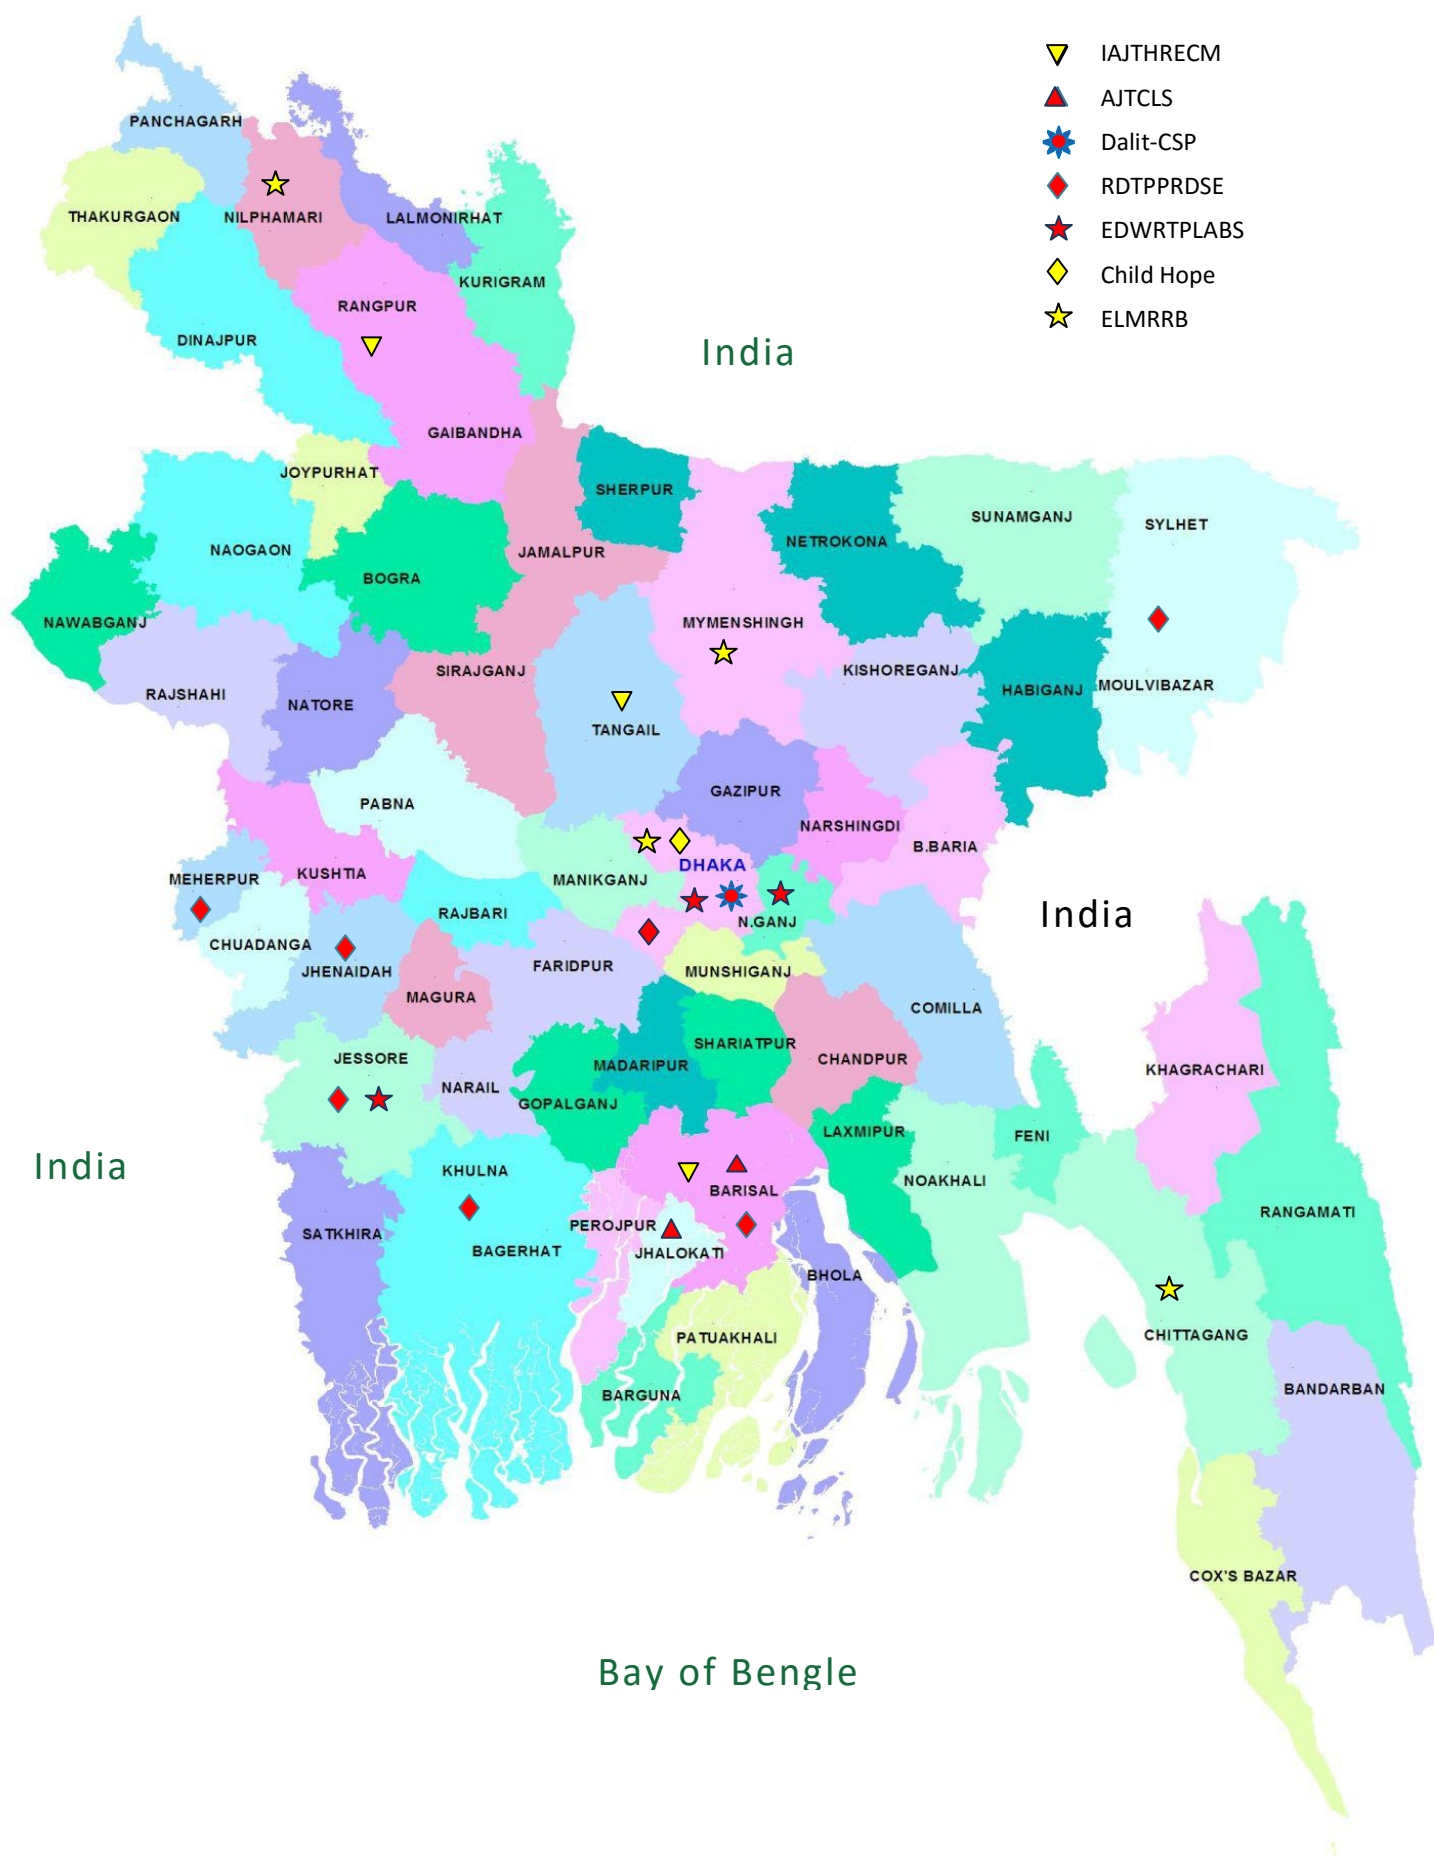 IAJTHRECM
AJTCLS
Dalit-CSP
RDTPPRDSE
EDWRTPLABS
Child Hope
ELMRRB
PANCHAGARH
THAKURGAON
NILPHAMARI
LALMONIRHAT
KURIGRAM
RANGPUR
DINAJPUR
India
GAIBANDHA
JOYPURHAT
SHERPUR
SUNAMGANJ
SYLHET
NETROKONA
NAOGAON
JAMALPUR
BOGRA
NAWABGANJ
MYMENSHINGH
SIRAJGANJ
KISHOREGANJ
RAJSHAHI
NATORE
HABIGANJ
MOULVIBAZAR
TANGAIL
GAZIPUR
PABNA
NARSHINGDI
B.BARIA
DHAKA
MEHERPUR
KUSHTIA
MANIKGANJ
RAJBARI
N.GANJ
India
CHUADANGA
JHENAIDAH
FARIDPUR
MUNSHIGANJ
MAGURA
COMILLA
SHARIATPUR
JESSORE
MADARIPUR
CHANDPUR
KHAGRACHARI
NARAIL
GOPALGANJ
LAXMIPUR
FENI
India
KHULNA
BARISAL
NOAKHALI
RANGAMATI
SATKHIRA
PEROJPUR
BAGERHAT
JHALOKATI
BHOLA
PATUAKHALI
CHITTAGANG
BARGUNA
BANDARBAN
COX'S BAZAR
Bay of Bengle